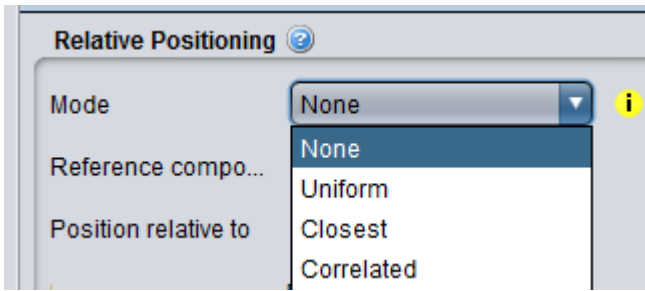 Relative Positioning
Mode
None
None
Reference compo...
Uniform
Position relative to
Closest
Correlated